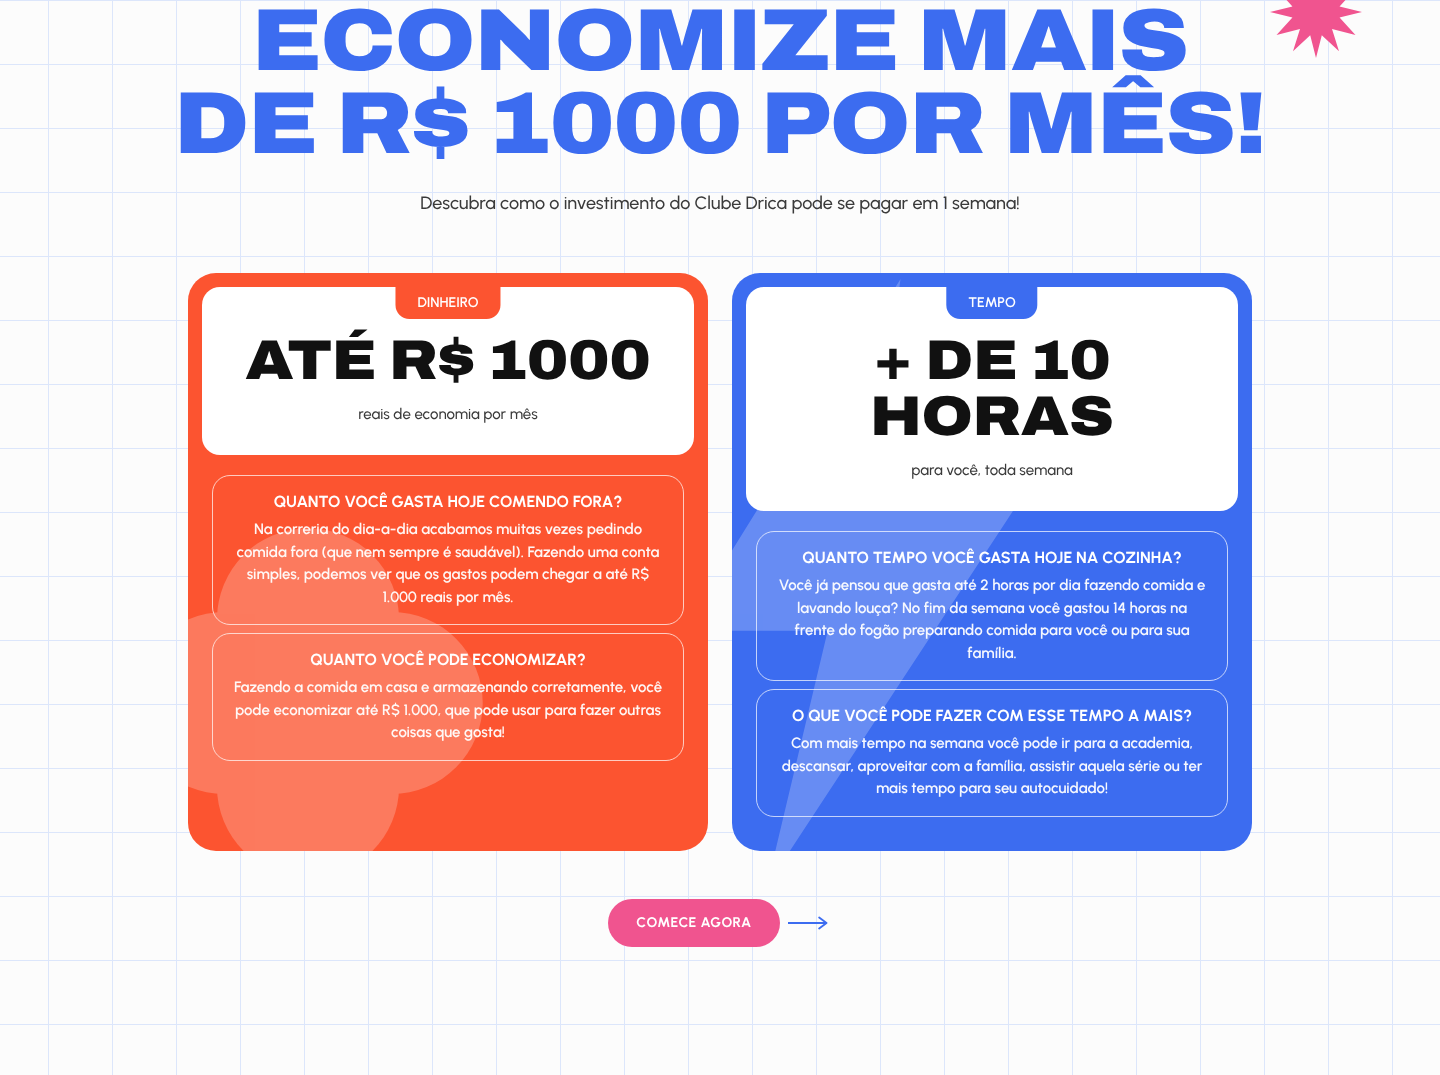 ECONOMIZE MAIS
DE R$ 1000 POR MÊS!
Descubra como o investimento do Clube Drica pode se pagar em 1 semana!
DINHEIRO
ATÉ R$ 1000
reais de economia por mês
QUANTO VOCÊ GASTA HOJE COMENDO FORA?
Na correria do dia-a-dia acabamos muitas vezes pedindo
comida fora (que nem sempre é saudável). Fazendo uma conta
simples, podemos ver que os gastos podem chegar a até R$
1.000 reais por mês.
QUANTO VOCÊ PODE ECONOMIZAR?
Fazendo a comida em casa e armazenando corretamente, você
pode economizar até R$ 1.000, que pode usar para fazer outras
coisas que gosta!
TEMPO
+ DE 10
HORAS
para você, toda semana
QUANTO TEMPO VOCÊ GASTA HOJE NA COZINHA?
Você já pensou que gasta até 2 horas por dia fazendo comida e
lavando louça? No fim da semana você gastou 14 horas na
frente do fogão preparando comida para você ou para sua
família.
O QUE VOCÊ PODE FAZER COM ESSE TEMPO A MAIS?
Com mais tempo na semana você pode ir para a academia,
descansar, aproveitar com a família, assistir aquela série ou ter
mais tempo para seu autocuidado!
COMECE AGORA